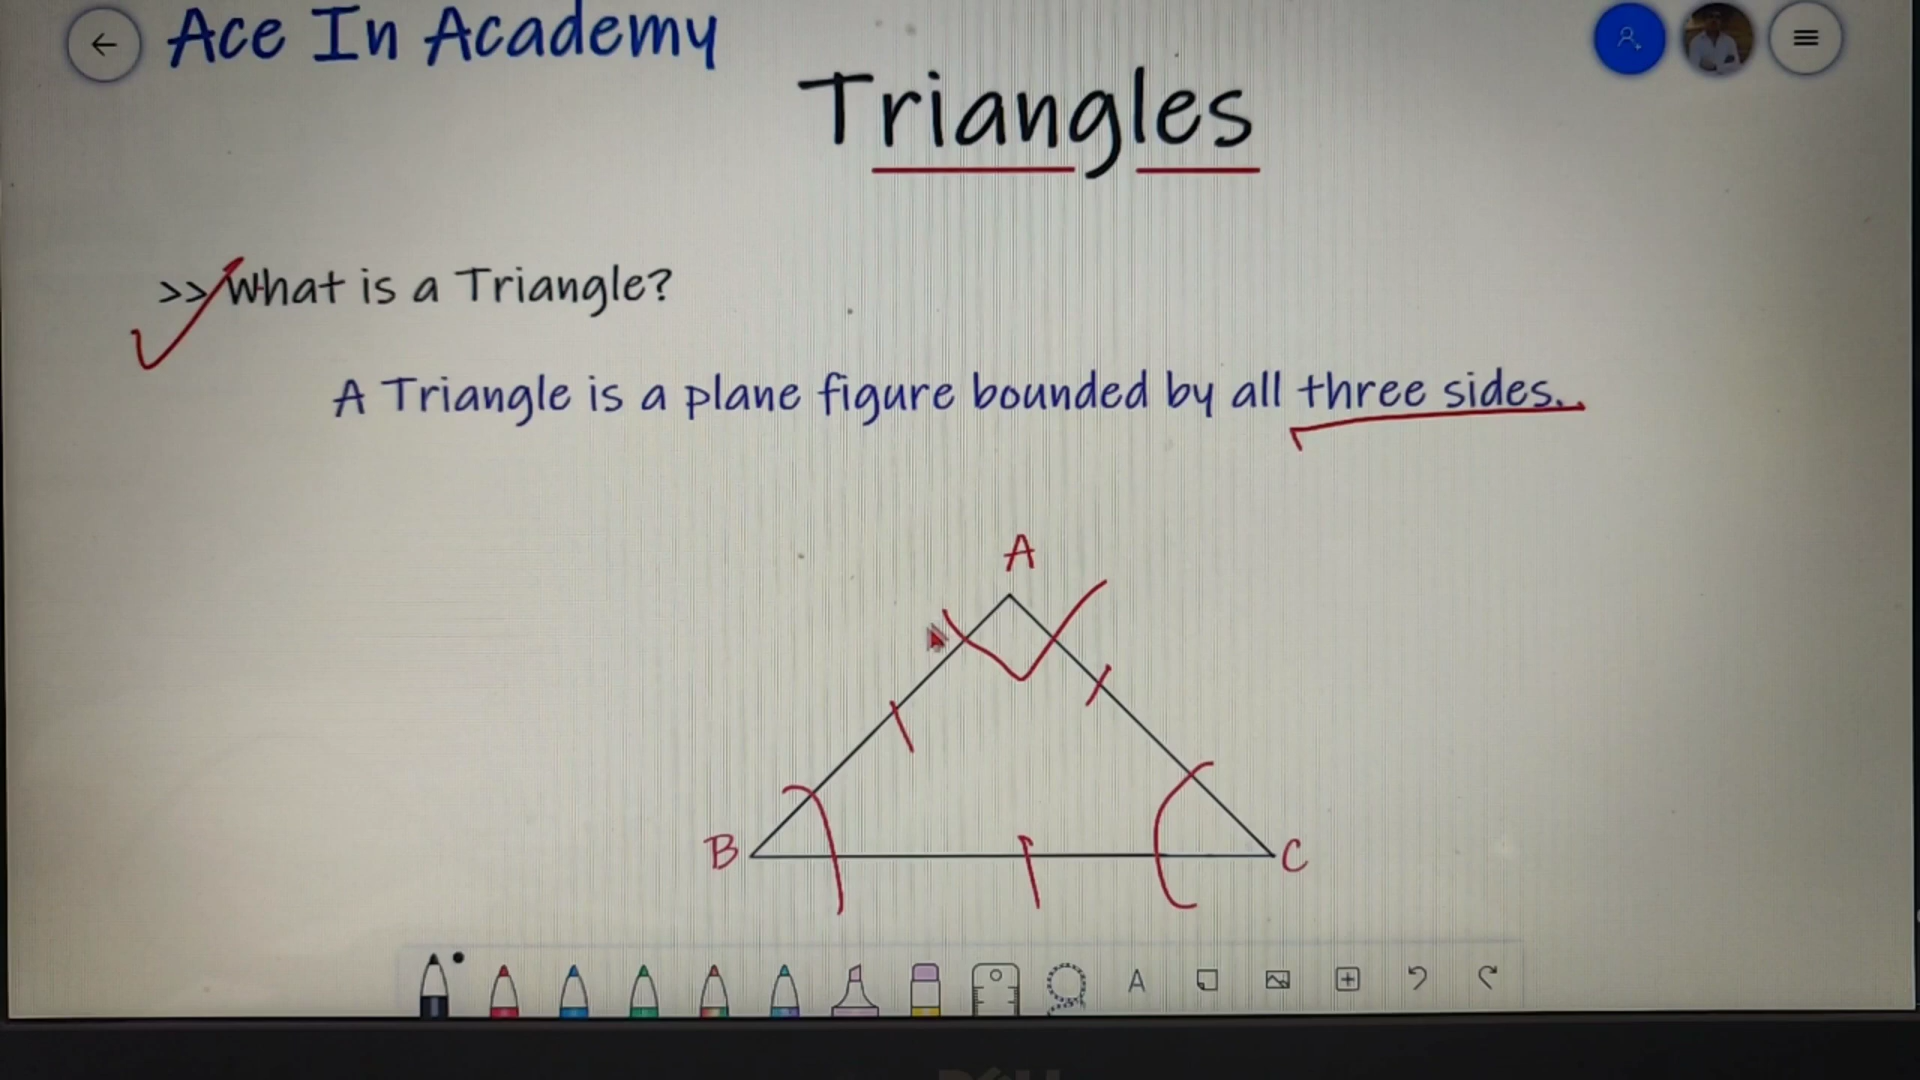 Ace In Academy
Triangles
>> What is a Triangle?
A Triangle is a plane figure bounded by all three sides..
A
B
C
A